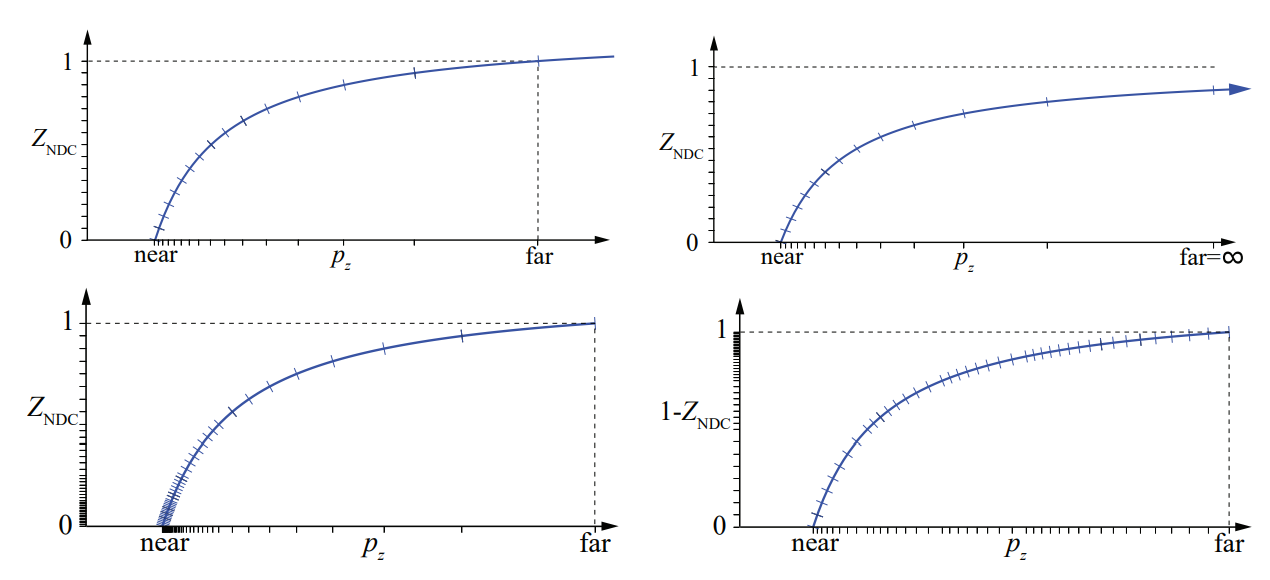 1
Z_NDC
0
near
p_z
far
1
Z_NDC
0
near
p_z
far=∞
1
Z_NDC
0
near
p_z
far
1
1-Z_NDC
0
near
p_z
far